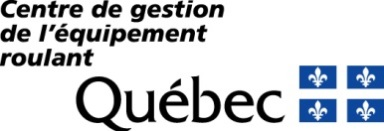 Centre de gestion
de l'équipement
roulant
Québec